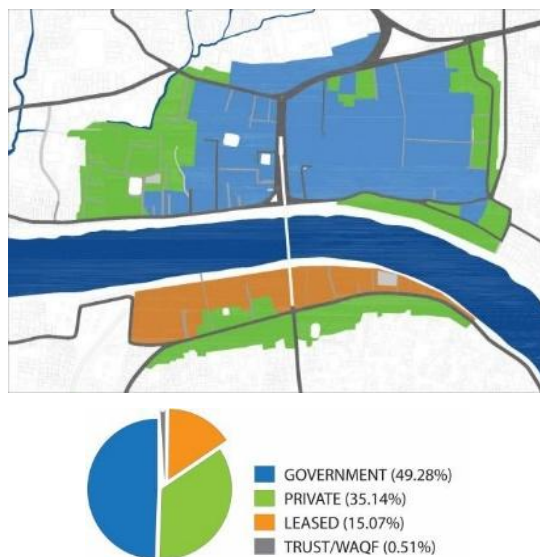 GOVERNMENT (49.28%)
PRIVATE (35.14%)
LEASED (15.07%)
TRUST/WAQF (0.51%)